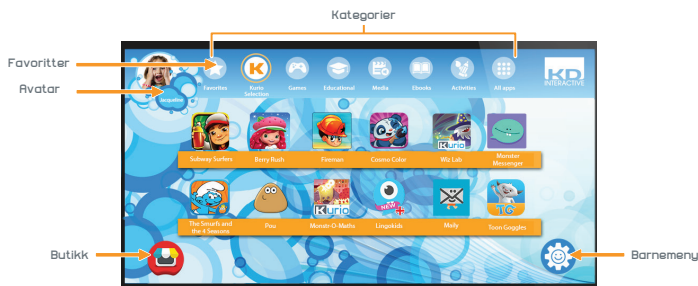 Kategorier
Favoritter
Avatar
Jacqueline
Favorites
Kurio
Selection
Games
Educational
Media
Ebooks
Activities
All apps
KD
INTERACTIVE
Subway Surfers
Berry Rush
Fireman
Cosmo Color
Wiz Lab
Monster
Messenger
Kurio
The Smurfs and
the 4 Seasons
Pou
Monstr-O-Maths
Lingokids
Maily
Toon Goggles
Kurio
NEW
TG
Butikk
Barnemeny